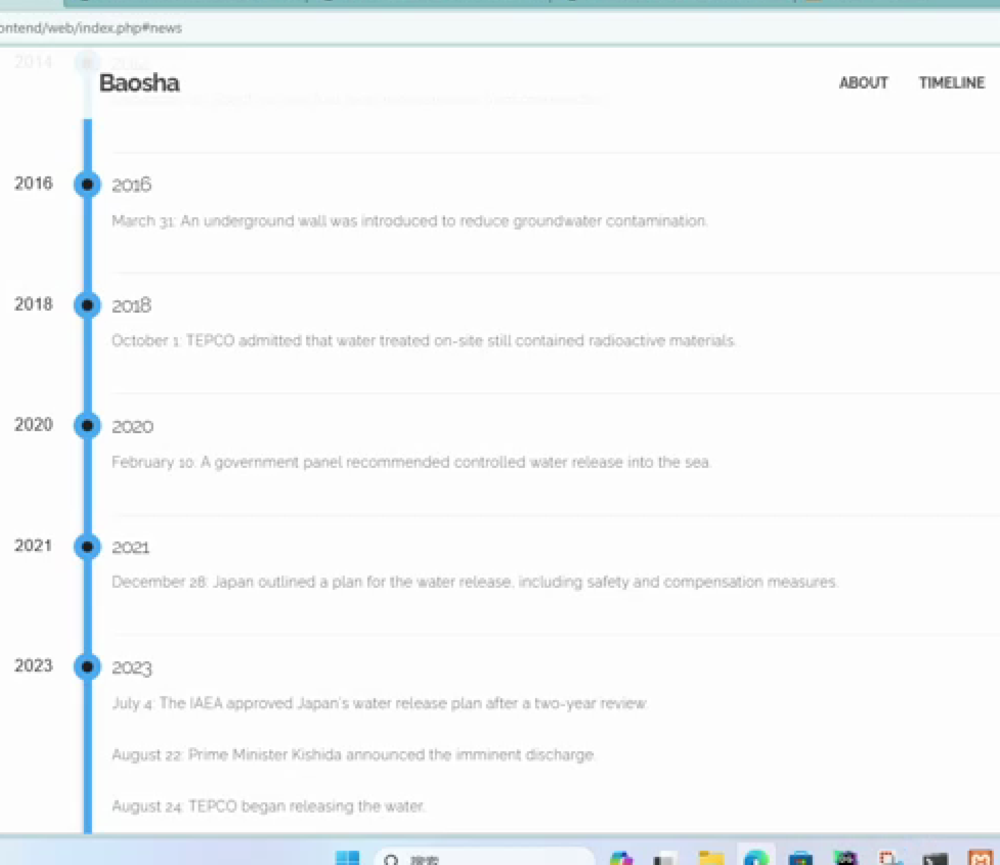 ontend/web/index.php#news
2014
Baosha
ABOUT TIMELINE
2016 2016
March 31: An underground wall was introduced to reduce groundwater contamination.
2018 2018
October 1: TEPCO admitted that water treated on-site still contained radioactive materials.
2020 2020
February 10: A government panel recommended controlled water release into the sea.
2021 2021
December 28: Japan outlined a plan for the water release, including safety and compensation measures.
2023 2023
July 4: The IAEA approved Japan's water release plan after a two-year review.
August 22: Prime Minister Kishida announced the imminent discharge.
August 24: TEPCO began releasing the water.
搜索